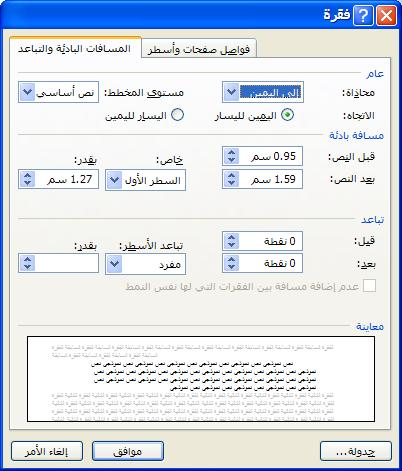 فقرة
المسافات البادئة والتباعد
فواصل صفحات وأسطر
عام
محاذاة: إلى اليمين مستوى المخطط: نص أساسي
الاتجاه: اليمين لليسار اليسار لليمين
مسافة بادئة
قبل النص: 0.95 سم خاص: بقدر:
بعد النص: 1.59 سم السطر الأول 1.27 سم
تباعد
قبل: 0 نقطة تباعد الأسطر: بقدر:
بعد: 0 نقطة مفرد
عدم إضافة مسافة بين الفقرات التي لها نفس النمط
معاينة
جدولة... موافق إلغاء الأمر